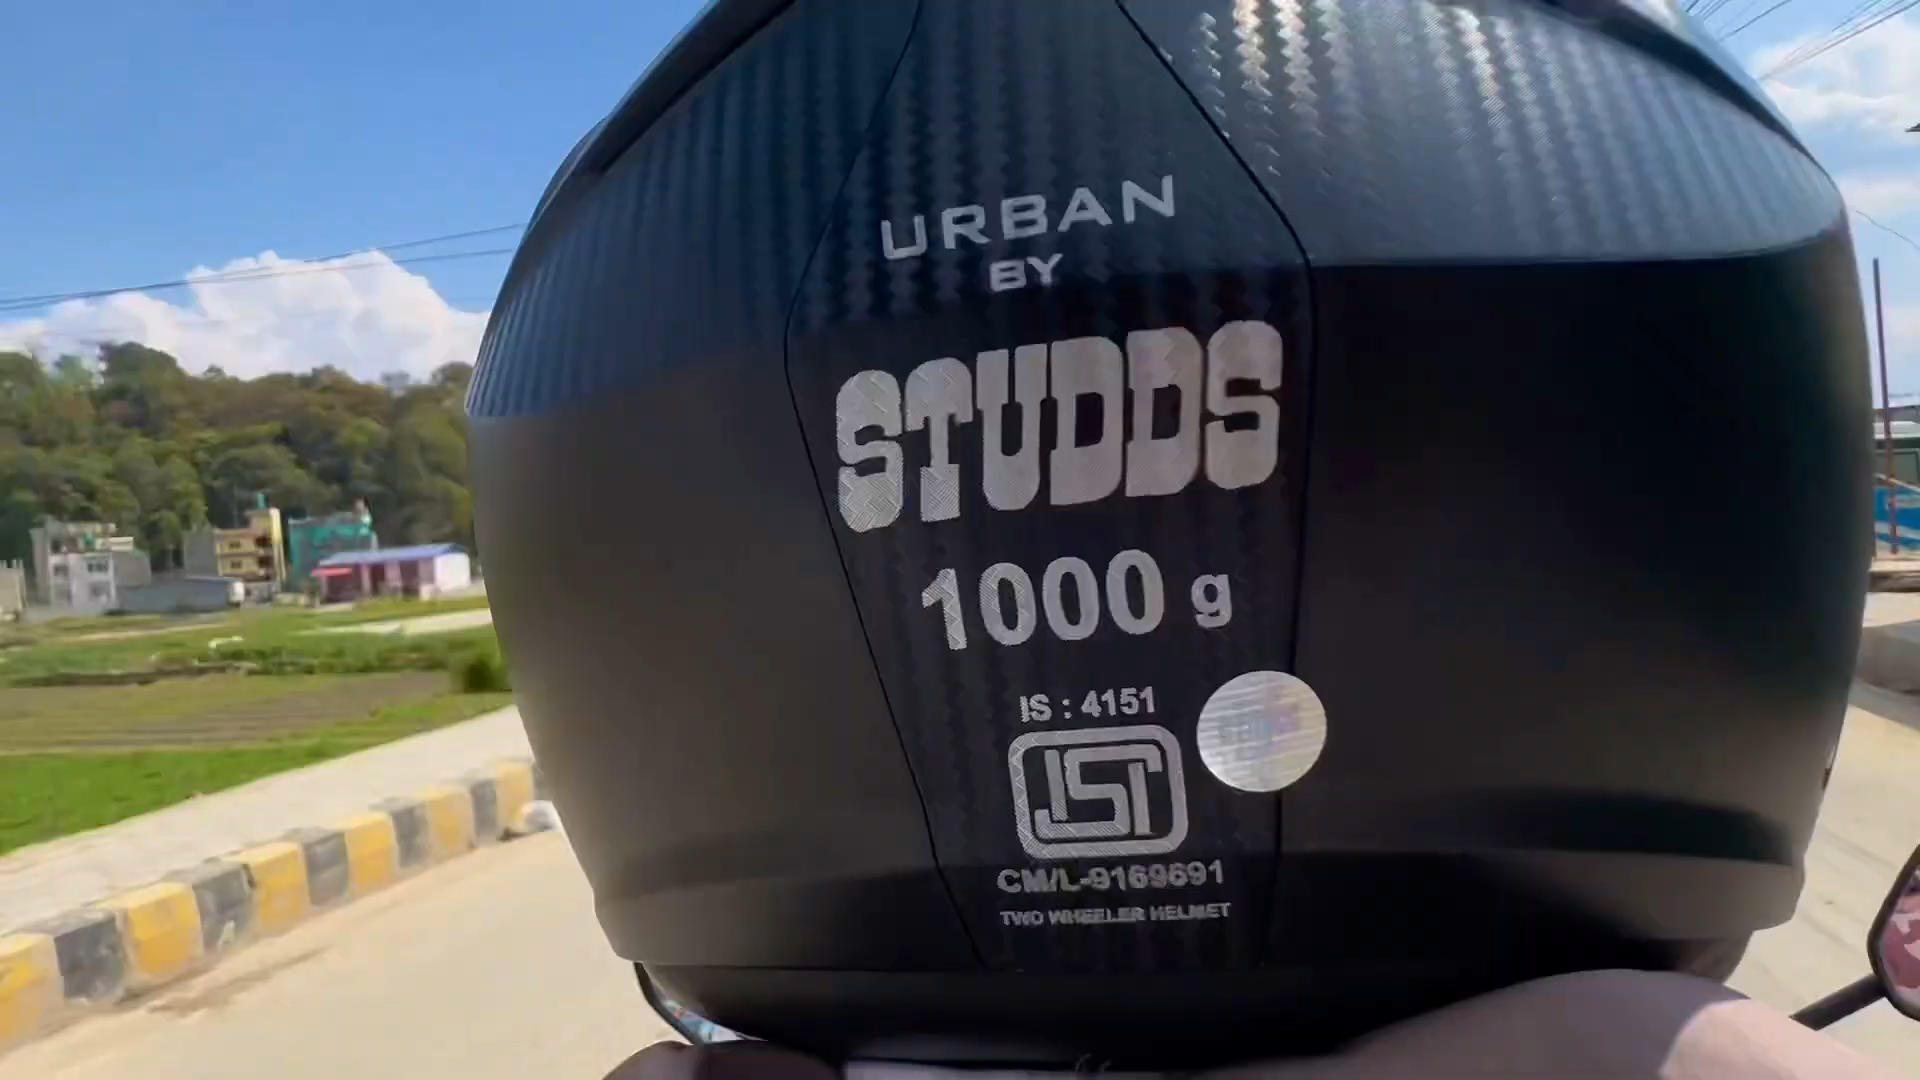 URBAN
BY
STUDDS
1000 g
IS : 4151
ISI
CM/L-9169691
TWO WHEELER HELMET